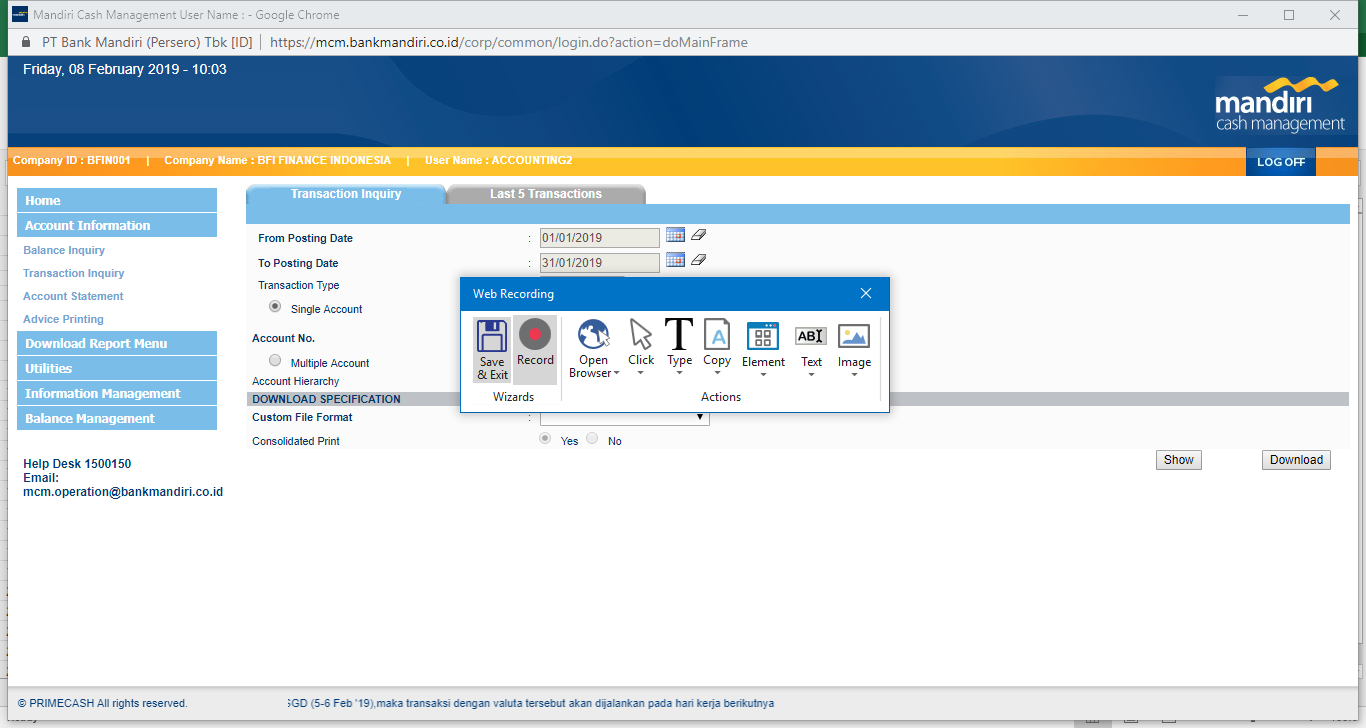 Mandiri Cash Management User Name : - Google Chrome
PT Bank Mandiri (Persero) Tbk [ID] | https://mcm.bankmandiri.co.id/corp/common/login.do?action=doMainFrame
Friday, 08 February 2019 - 10:03
mandiri
cash management
Company ID : BFIN001 | Company Name : BFI FINANCE INDONESIA | User Name : ACCOUNTING2
LOG OFF
Home
Account Information
Balance Inquiry
Transaction Inquiry
Account Statement
Advice Printing
Download Report Menu
Utilities
Information Management
Balance Management
Help Desk 1500150
Email:
mcm.operation@bankmandiri.co.id
Transaction Inquiry
Last 5 Transactions
From Posting Date : 01/01/2019
To Posting Date : 31/01/2019
Transaction Type
Single Account
Account No.
Multiple Account
Account Hierarchy
DOWNLOAD SPECIFICATION
Custom File Format :
Consolidated Print Yes No
Show
Download
Web Recording
Save
& Exit
Record
Wizards
Open
Browser
Click
Type
Copy
Element
ABI
Text
Image
Actions
© PRIMECASH All rights reserved.
SGD (5-6 Feb '19),maka transaksi dengan valuta tersebut akan dijalankan pada hari kerja berikutnya